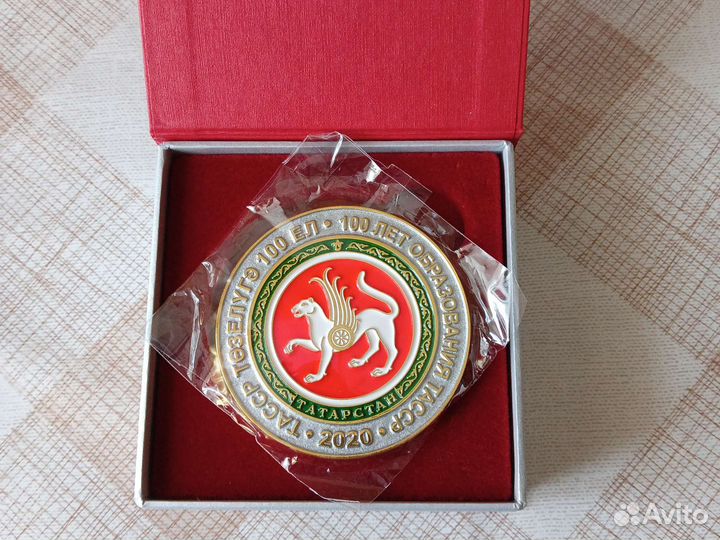 ТАССР ТӨЗЕЛҮГӘ 100 ЕЛ • 100 ЛЕТ ОБРАЗОВАНИЯ ТАССР •
2020 •
ТАТАРСТАН
Avito